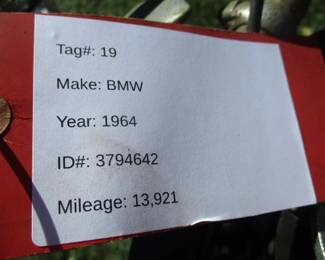 Tag#: 19
Make: BMW
Year: 1964
ID#: 3794642
Mileage: 13,921